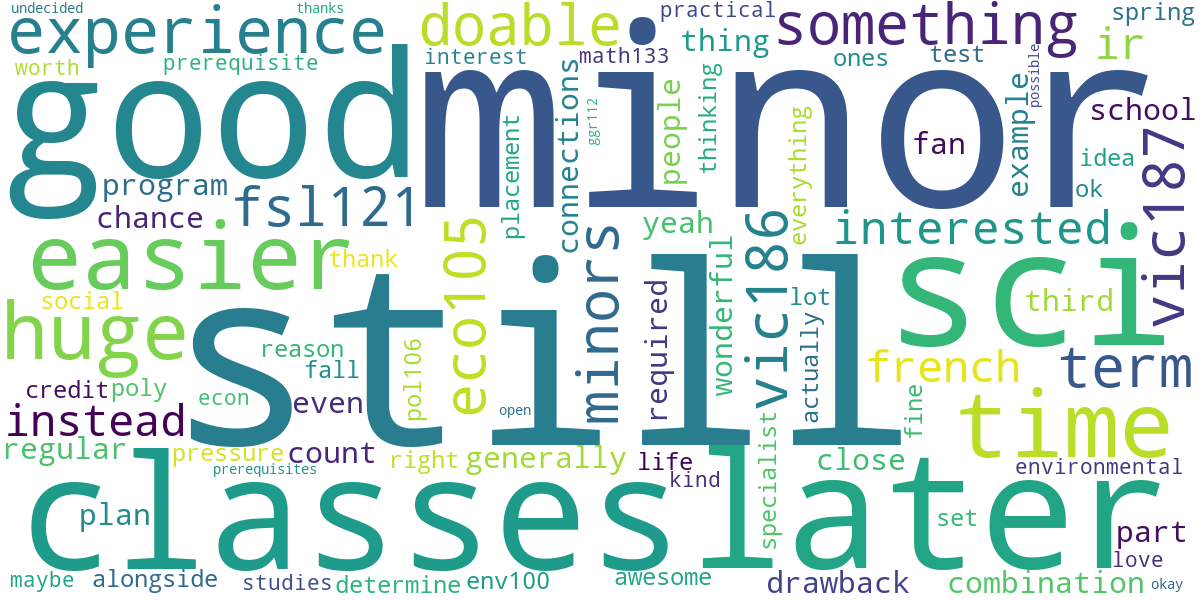 undecided
thanks
experience
doable
practical
something
spring
worth
prerequisite
interest
math133
thing
ones
test
ir
good
minor
connections
ggr112
people
thinking
everything
example
possible
school
fan
idea
ok
program
fsl121
placement
chance
yeah
interested
vic187
easier
thank
eco105
minors
vic186
wonderful
required
sci
social
huge
still
lot
third
reason
fall
pol106
actually
french
term
credit
poly
econ
even
open
fine
time
instead
regular
pressure
count
prerequisites
right
generally
life
kind
specialist
close
environmental
classes
later
plan
set
part
love
maybe
alongside
studies
determine
env100
awesome
drawback
combination
okay